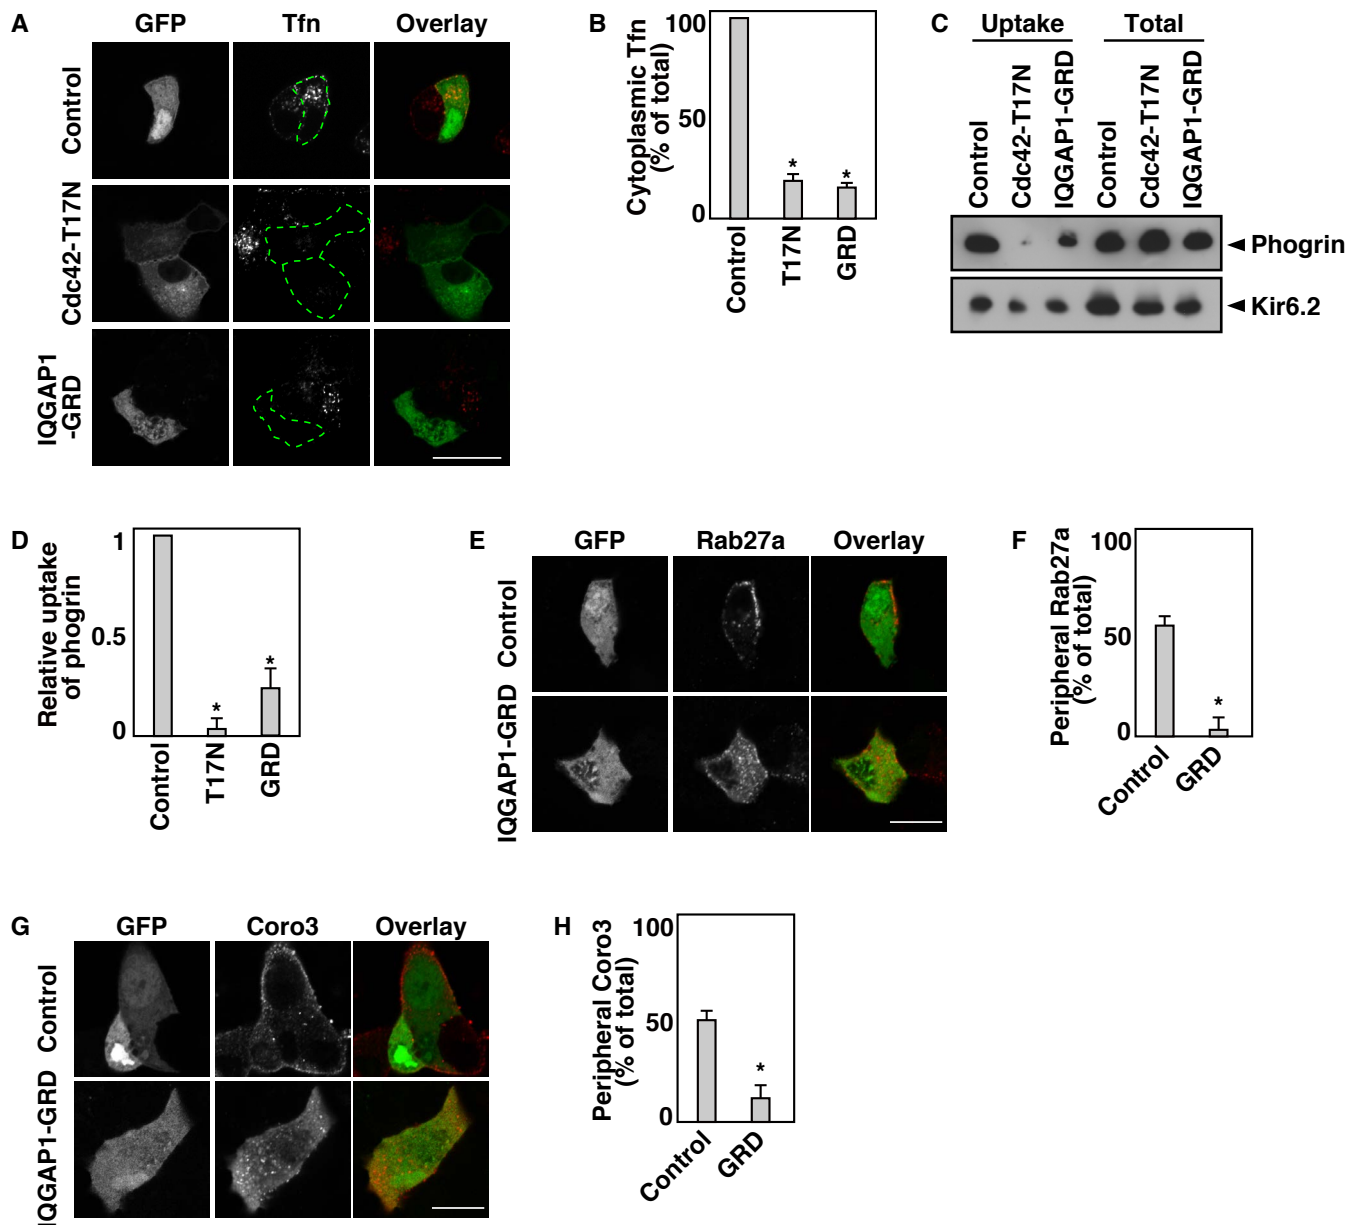 A
GFP
Tfn
Overlay
Control
Cdc42-T17N
IQGAP1
-GRD
B
Cytoplasmic Tfn
(% of total)
100
50
0
*
*
Control
T17N
GRD
C
Uptake
Total
Control
Cdc42-T17N
IQGAP1-GRD
Control
Cdc42-T17N
IQGAP1-GRD
Phogrin
Kir6.2
D
Relative uptake
of phogrin
1
0.5
0
*
*
Control
T17N
GRD
E
GFP
Rab27a
Overlay
Control
IQGAP1-GRD
F
Peripheral Rab27a
(% of total)
100
50
0
*
Control
GRD
G
GFP
Coro3
Overlay
Control
IQGAP1-GRD
H
Peripheral Coro3
(% of total)
100
50
0
*
Control
GRD